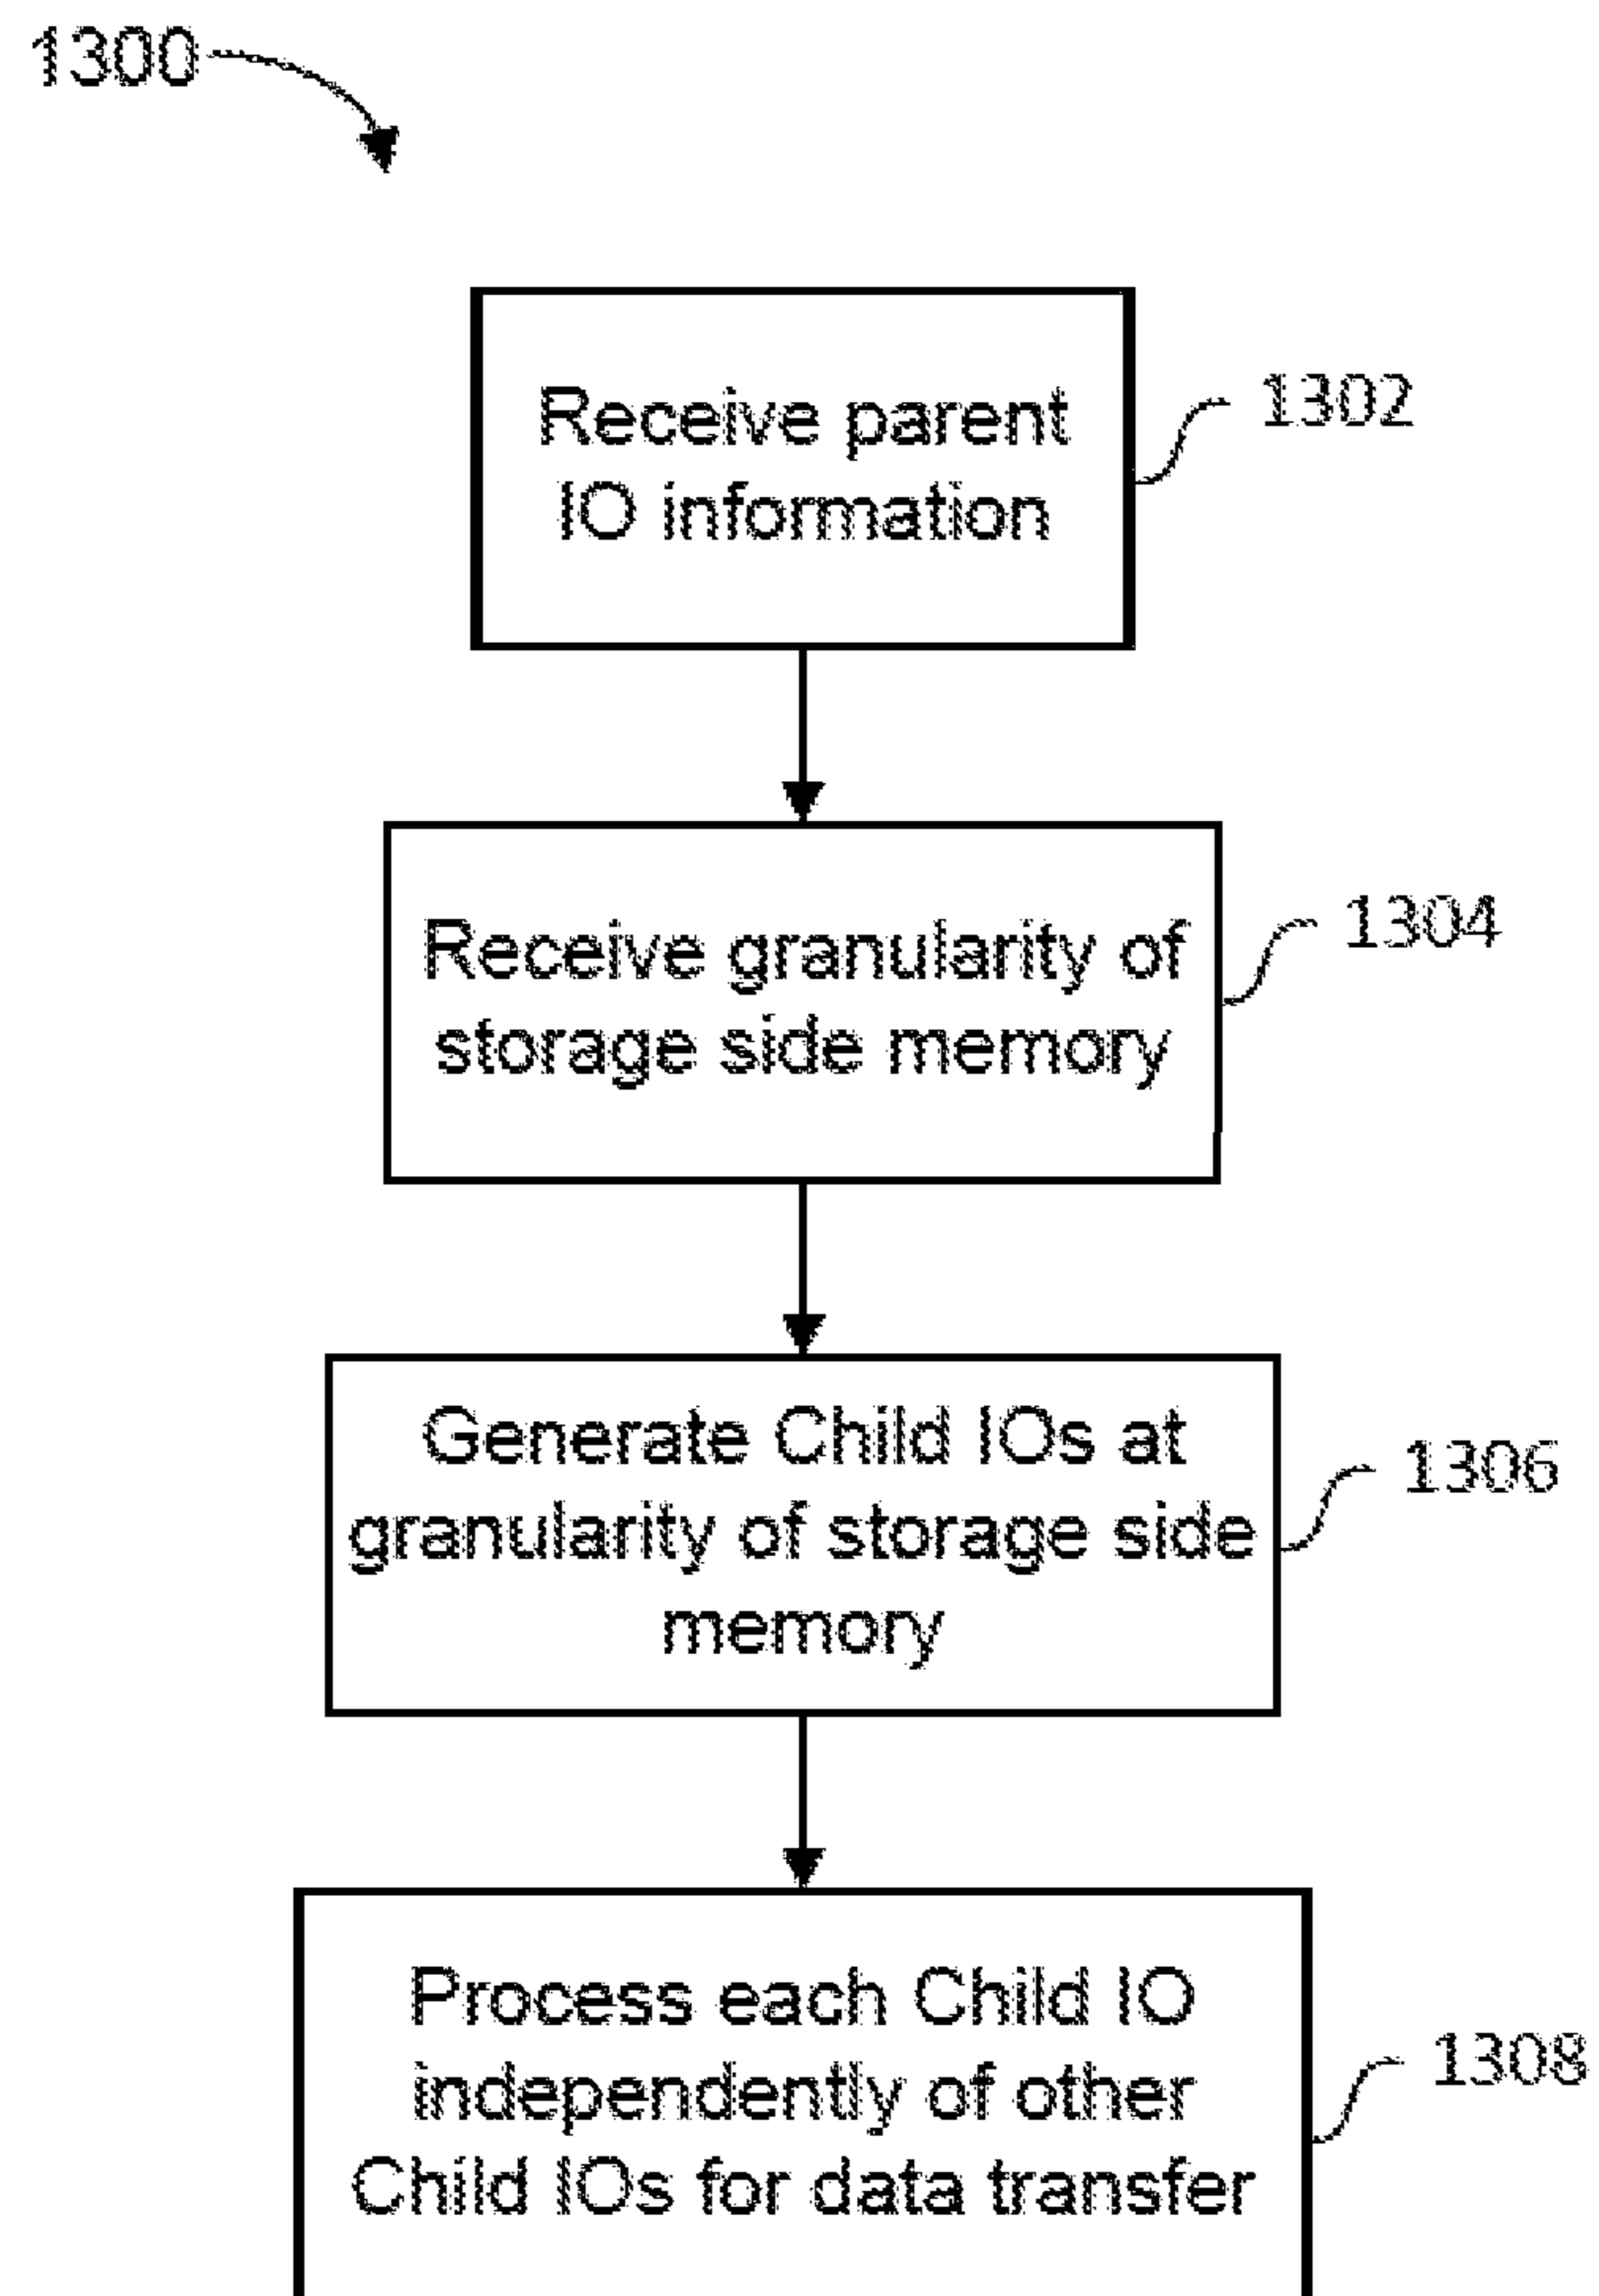 1300
Receive parent
IO information
1302
Receive granularity of
storage side memory
1304
Generate Child IOs at
granularity of storage side
memory
1306
Process each Child IO
independently of other
Child IOs for data transfer
1308